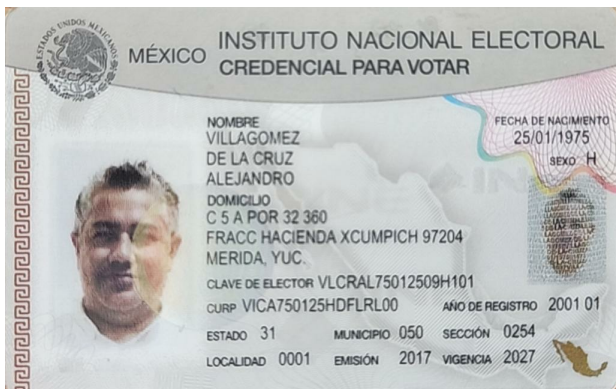 ESTADOS UNIDOS MEXICANOS
MÉXICO INSTITUTO NACIONAL ELECTORAL
CREDENCIAL PARA VOTAR
NOMBRE
VILLAGOMEZ
DE LA CRUZ
ALEJANDRO
FECHA DE NACIMIENTO
25/01/1975
SEXO H
DOMICILIO
C 5 A POR 32 360
FRACC HACIENDA XCUMPICH 97204
MERIDA, YUC.
CLAVE DE ELECTOR VLCRAL75012509H101
CURP VICA750125HDFLRL00 AÑO DE REGISTRO 2001 01
ESTADO 31 MUNICIPIO 050 SECCIÓN 0254
LOCALIDAD 0001 EMISIÓN 2017 VIGENCIA 2027